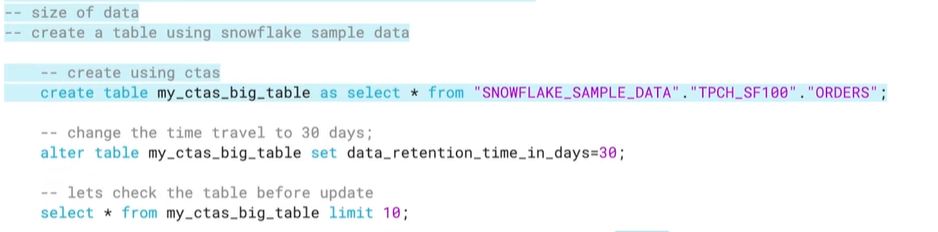 -- size of data
-- create a table using snowflake sample data
-- create using ctas
create table my_ctas_big_table as select * from "SNOWFLAKE_SAMPLE_DATA"."TPCH_SF100"."ORDERS";
-- change the time travel to 30 days;
alter table my_ctas_big_table set data_retention_time_in_days=30;
-- lets check the table before update
select * from my_ctas_big_table limit 10;